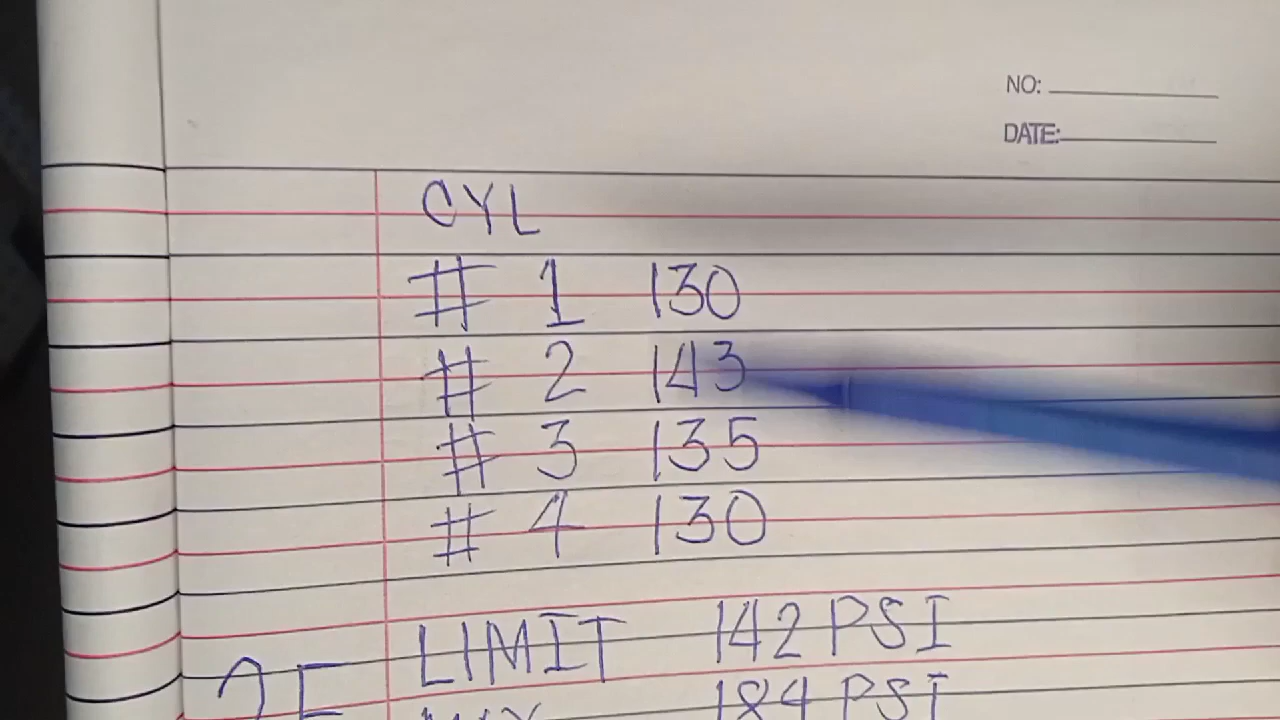 NO:
DATE:
CYL
# 1 130
# 2 143
# 3 135
# 4 130
LIMIT 142 PSI
184 PSI